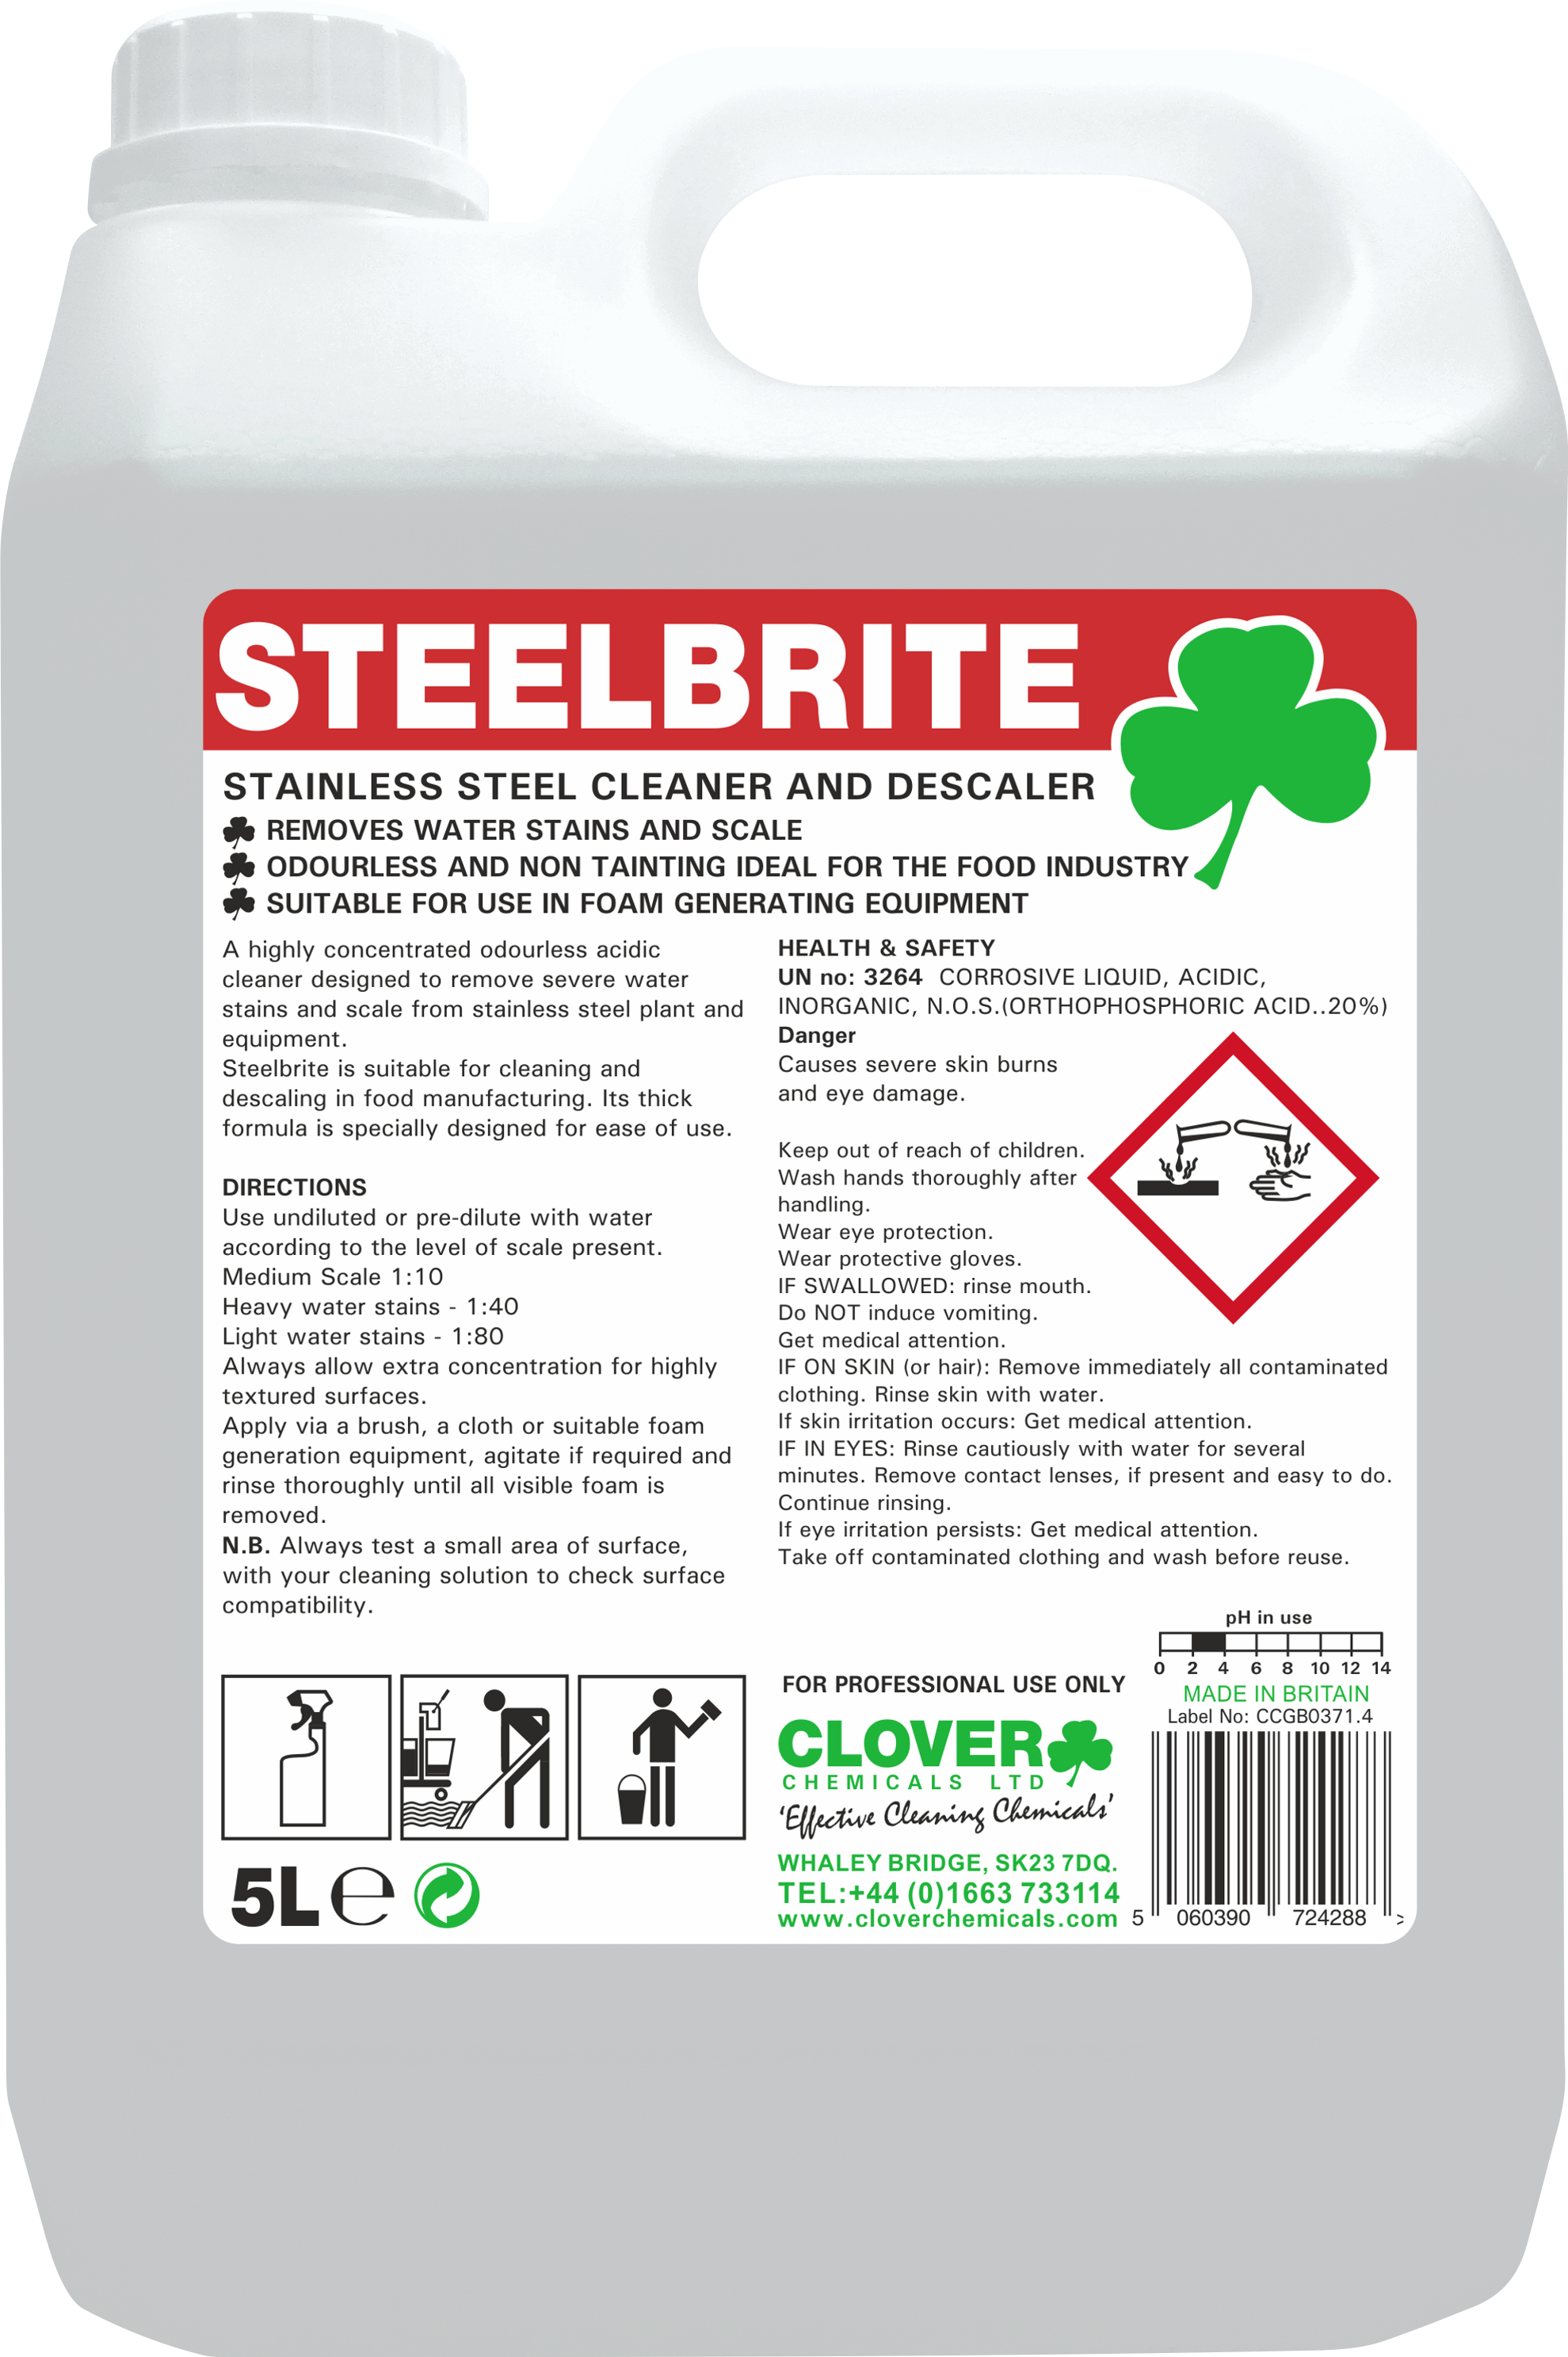 STEELBRITE
STAINLESS STEEL CLEANER AND DESCALER
REMOVES WATER STAINS AND SCALE
ODOURLESS AND NON TAINTING IDEAL FOR THE FOOD INDUSTRY
SUITABLE FOR USE IN FOAM GENERATING EQUIPMENT
A highly concentrated odourless acidic
cleaner designed to remove severe water
stains and scale from stainless steel plant and
equipment.
Steelbrite is suitable for cleaning and
descaling in food manufacturing. Its thick
formula is specially designed for ease of use.
DIRECTIONS
Use undiluted or pre-dilute with water
according to the level of scale present.
Medium Scale 1:10
Heavy water stains - 1:40
Light water stains - 1:80
Always allow extra concentration for highly
textured surfaces.
Apply via a brush, a cloth or suitable foam
generation equipment, agitate if required and
rinse thoroughly until all visible foam is
removed.
N.B. Always test a small area of surface,
with your cleaning solution to check surface
compatibility.
5L℮
HEALTH & SAFETY
UN no: 3264 CORROSIVE LIQUID, ACIDIC,
INORGANIC, N.O.S.(ORTHOPHOSPHORIC ACID..20%)
Danger
Causes severe skin burns
and eye damage.
Keep out of reach of children.
Wash hands thoroughly after
handling.
Wear eye protection.
Wear protective gloves.
IF SWALLOWED: rinse mouth.
Do NOT induce vomiting.
Get medical attention.
IF ON SKIN (or hair): Remove immediately all contaminated
clothing. Rinse skin with water.
If skin irritation occurs: Get medical attention.
IF IN EYES: Rinse cautiously with water for several
minutes. Remove contact lenses, if present and easy to do.
Continue rinsing.
If eye irritation persists: Get medical attention.
Take off contaminated clothing and wash before reuse.
pH in use
0 2 4 6 8 10 12 14
FOR PROFESSIONAL USE ONLY
MADE IN BRITAIN
Label No: CCGB0371.4
CLOVER
CHEMICALS LTD
'Effective Cleaning Chemicals'
WHALEY BRIDGE, SK23 7DQ.
TEL:+44 (0)1663 733114
www.cloverchemicals.com
5 060390 724288 >